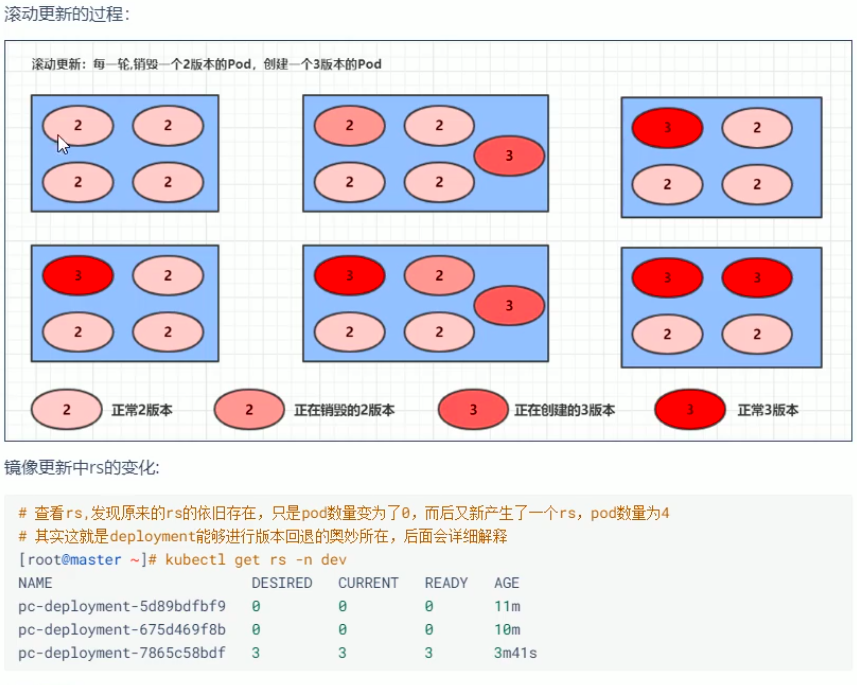 滚动更新的过程：
滚动更新：每一轮,销毁一个2版本的Pod，创建一个3版本的Pod
2 2 2 2 3 2
3
2 2 2 2 2 2
3 2 3 2 3 3
3
2 2 2 2 2 2
2 正常2版本 2 正在销毁的2版本 3 正在创建的3版本 3 正常3版本
镜像更新中rs的变化:
# 查看rs,发现原来的rs的依旧存在，只是pod数量变为了0，而后又新产生了一个rs，pod数量为4
# 其实这就是deployment能够进行版本回退的奥妙所在，后面会详细解释
[root@master ~]# kubectl get rs -n dev
NAME DESIRED CURRENT READY AGE
pc-deployment-5d89bdfbf9 0 0 0 11m
pc-deployment-675d469f8b 0 0 0 10m
pc-deployment-7865c58bdf 3 3 3 3m41s